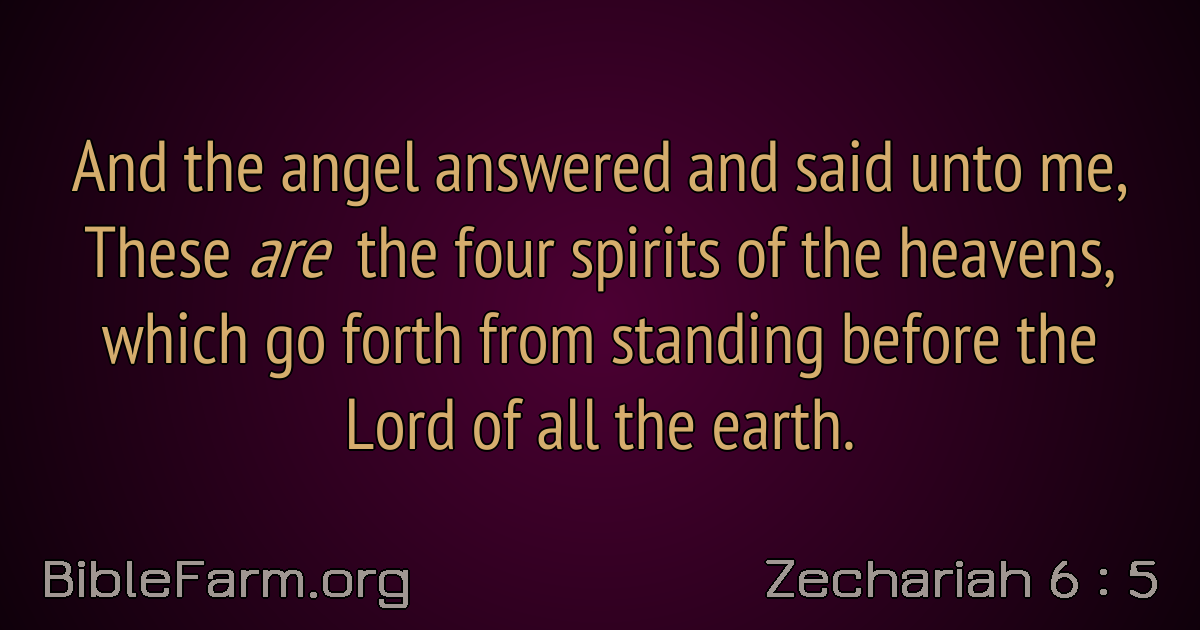 And the angel answered and said unto me,
These are the four spirits of the heavens,
which go forth from standing before the
Lord of all the earth.
BibleFarm.org
Zechariah 6 : 5